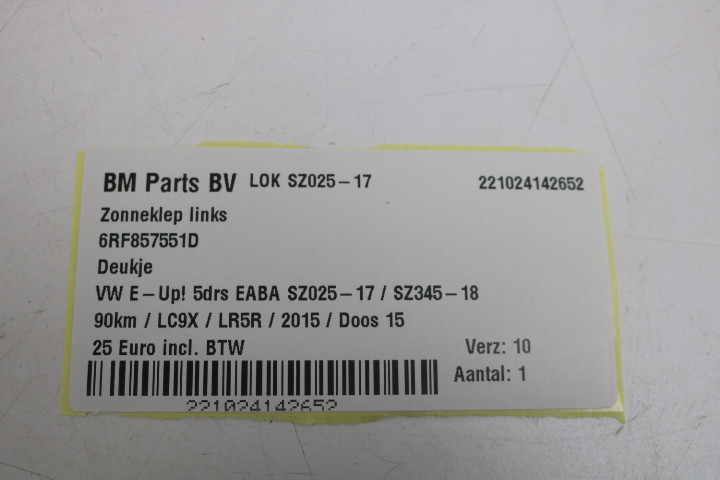 BM Parts BV LOK SZ025-17 221024142652
Zonneklep links
6RF857551D
Deukje
VW E-Up! 5drs EABA SZ025-17 / SZ345-18
90km / LC9X / LR5R / 2015 / Doos 15
25 Euro incl. BTW Verz: 10
Aantal: 1
221024142652